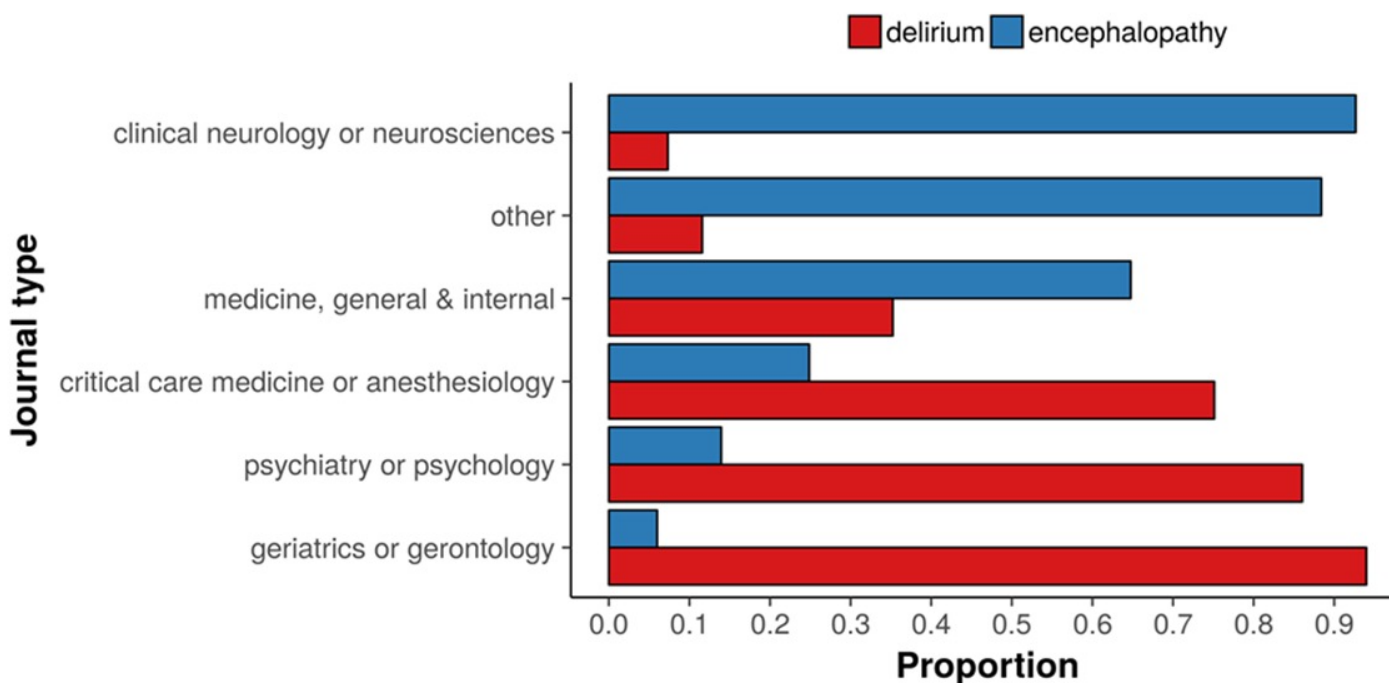 delirium encephalopathy
clinical neurology or neurosciences
other
medicine, general & internal
critical care medicine or anesthesiology
psychiatry or psychology
geriatrics or gerontology
Journal type
0.0 0.1 0.2 0.3 0.4 0.5 0.6 0.7 0.8 0.9
Proportion